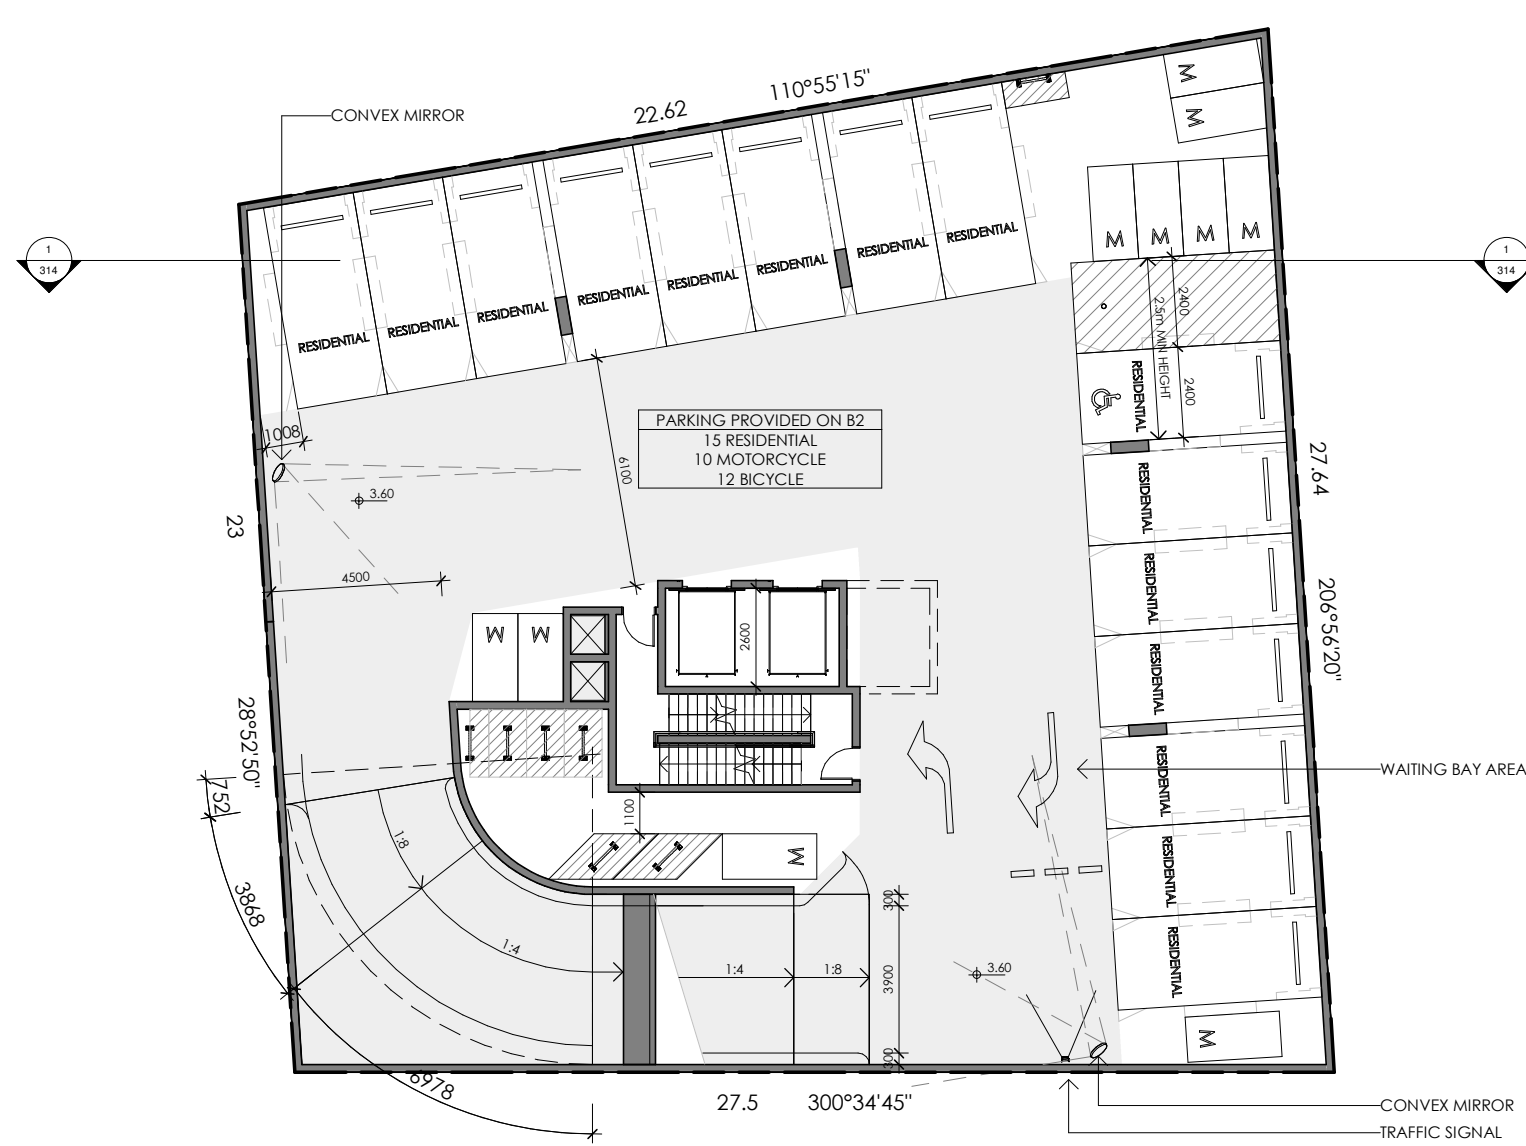 110°55'15"
22.62
CONVEX MIRROR
M
M
M
M
M
M
1
314
1
314
RESIDENTIAL
RESIDENTIAL
RESIDENTIAL
RESIDENTIAL
RESIDENTIAL
RESIDENTIAL
RESIDENTIAL
RESIDENTIAL
RESIDENTIAL
2400
2.5m MIN HEIGHT
2400
RESIDENTIAL
PARKING PROVIDED ON B2
15 RESIDENTIAL
10 MOTORCYCLE
12 BICYCLE
1008
6100
3.60
23
4500
27.64
206°56'20"
RESIDENTIAL
RESIDENTIAL
RESIDENTIAL
RESIDENTIAL
RESIDENTIAL
RESIDENTIAL
M
M
2600
28°52'50"
752
3868
6978
1:8
1:4
1100
M
WAITING BAY AREA
300
3900
300
1:4
1:8
3.60
M
27.5
300°34'45"
CONVEX MIRROR
TRAFFIC SIGNAL